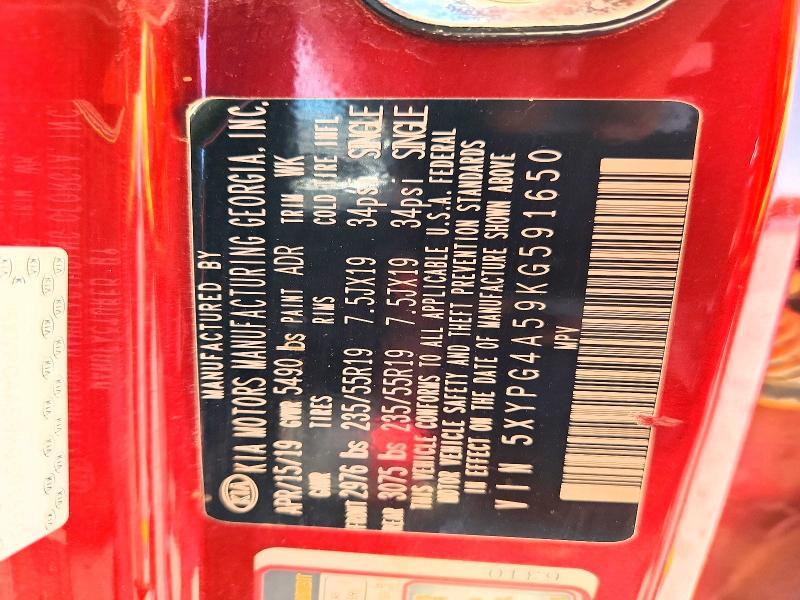 MANUFACTURED BY
KIA KIA MOTORS MANUFACTURING GEORGIA, INC.
APR/15/19 GVWR 5490 lbs PAINT ADR TRIM WK
GAWR TIRES RIMS COLD TIRE INFL
FRONT 2976 lbs 235/55R19 7.5JX19 34psi SINGLE
REAR 3075 lbs 235/55R19 7.5JX19 34psi SINGLE
THIS VEHICLE CONFORMS TO ALL APPLICABLE U.S.A. FEDERAL
MOTOR VEHICLE SAFETY AND THEFT PREVENTION STANDARDS
IN EFFECT ON THE DATE OF MANUFACTURE SHOWN ABOVE
VIN 5XYPG4A59KG591650
MPV